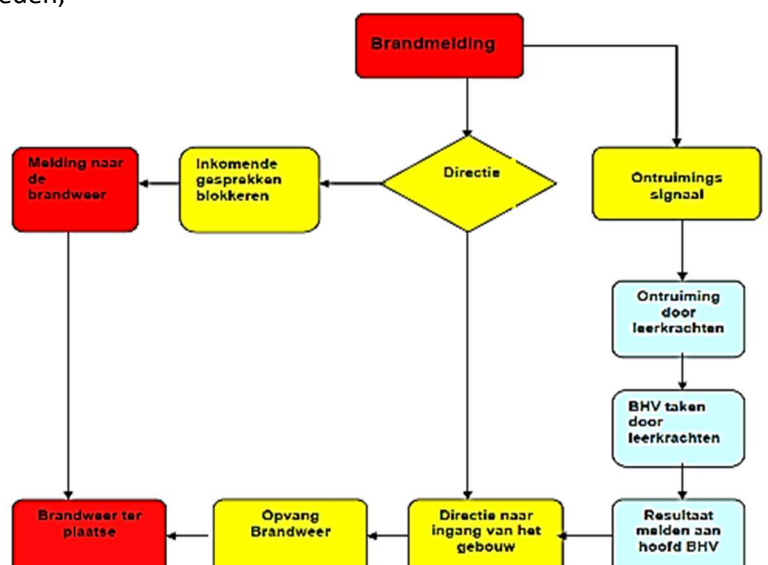 Brandmelding
Melding naar
de
brandweer
Inkomende
gesprekken
blokkeren
Directie
Ontruimings
signaal
Ontruiming
door
leerkrachten
BHV taken
door
leerkrachten
Brandweer ter
plaatse
Opvang
Brandweer
Directie naar
ingang van het
gebouw
Resultaat
melden aan
hoofd BHV